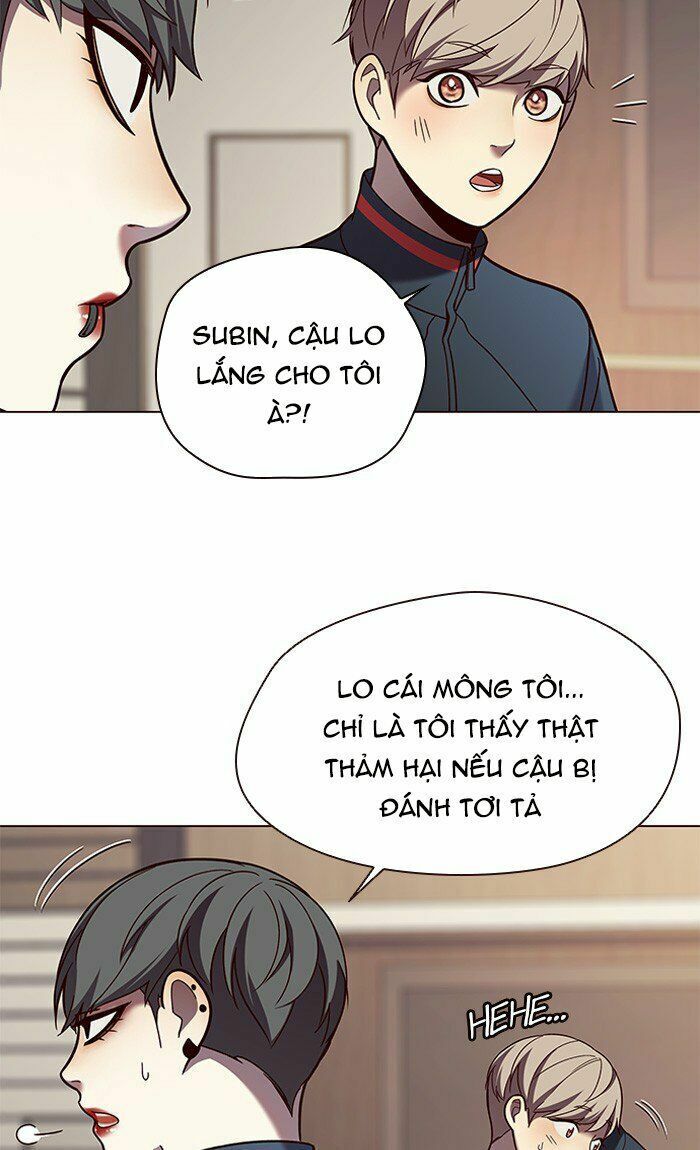 SUBIN, CẬU LO
LẮNG CHO TÔI
À?!
LO CÁI MÔNG TÔI...
CHỈ LÀ TÔI THẤY THẬT
THẢM HẠI NẾU CẬU BỊ
ĐÁNH TƠI TẢ
HEHE...